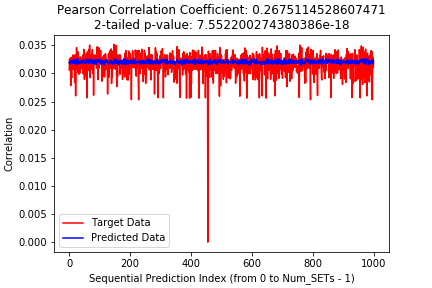 Pearson Correlation Coefficient: 0.2675114528607471
2-tailed p-value: 7.552200274380386e-18
0.035
0.030
0.025
0.020
0.015
0.010
0.005
0.000
Correlation
Target Data
Predicted Data
0 200 400 600 800 1000
Sequential Prediction Index (from 0 to Num_SETs - 1)